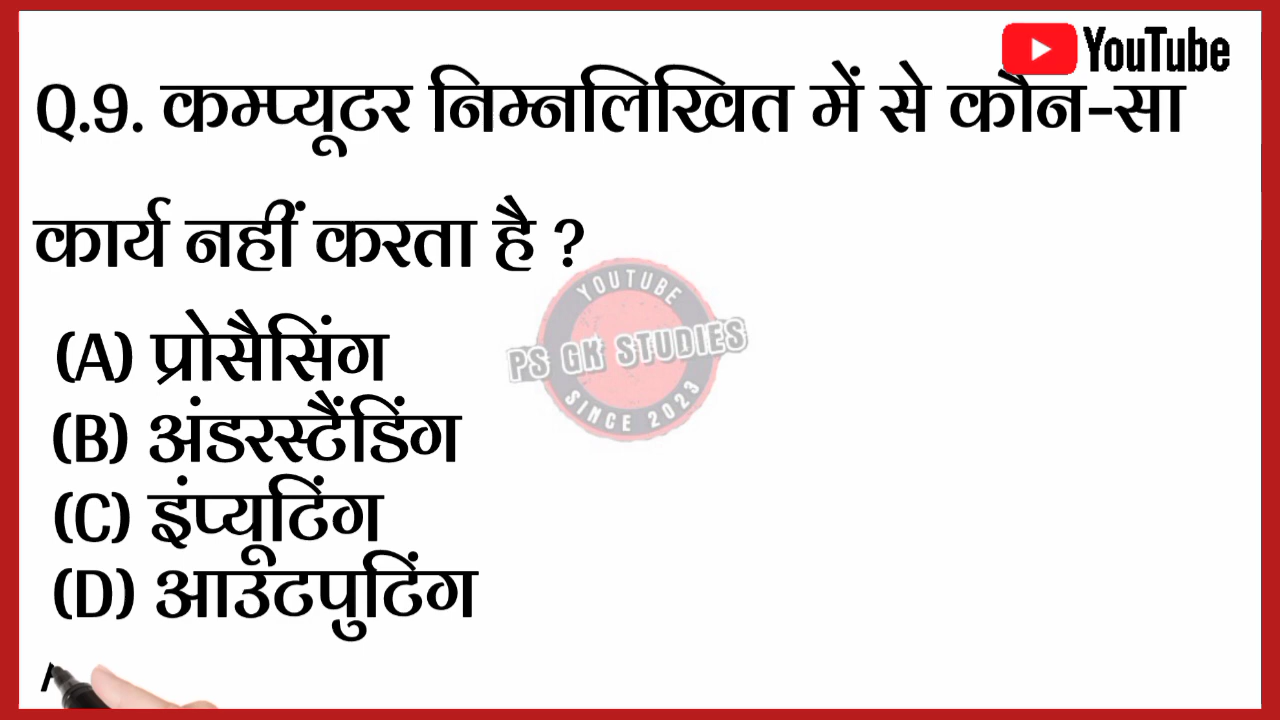 YouTube
Q.9. कम्प्यूटर निम्नलिखित में से कौन-सा
कार्य नहीं करता है ?
YOUTUBE
PS GK STUDIES
SINCE 2023
(A) प्रोसैसिंग
(B) अंडरस्टैंडिंग
(C) इंप्यूटिंग
(D) आउटपुटिंग